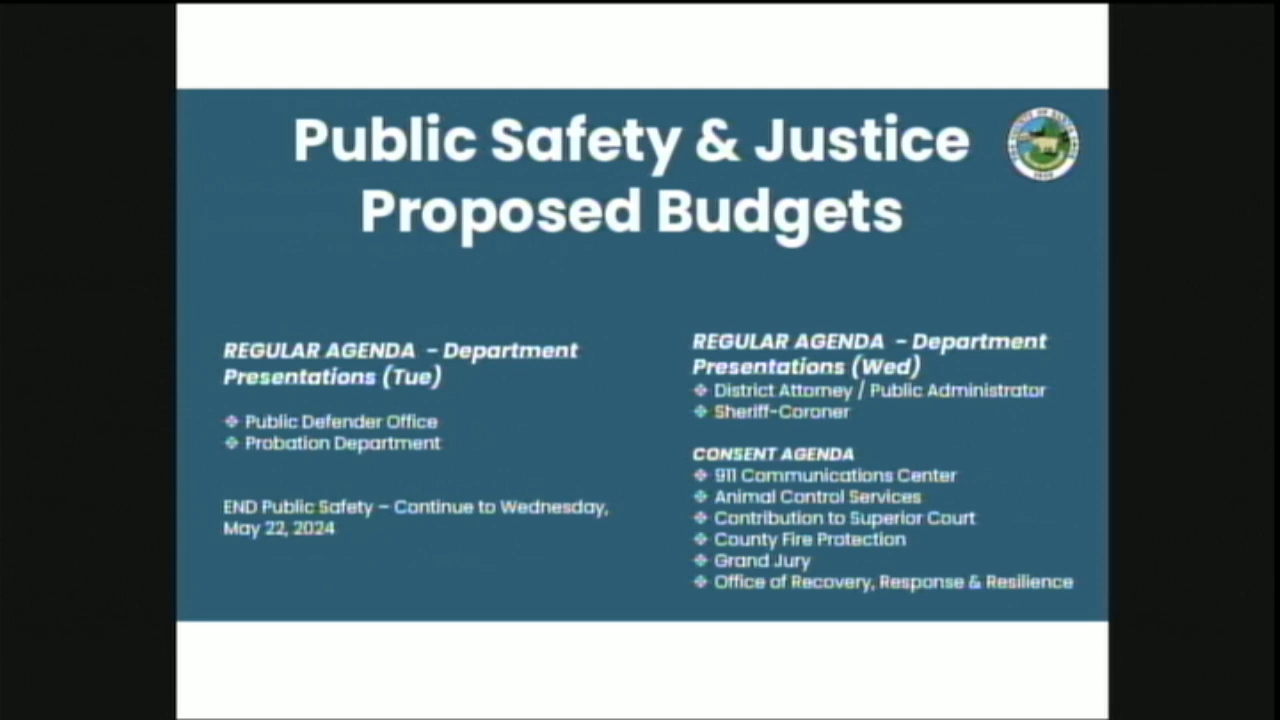 Public Safety & Justice
Proposed Budgets
REGULAR AGENDA - Department
Presentations (Tue)
❖ Public Defender Office
❖ Probation Department
END Public Safety – Continue to Wednesday,
May 22, 2024
REGULAR AGENDA - Department
Presentations (Wed)
❖ District Attorney / Public Administrator
❖ Sheriff-Coroner
CONSENT AGENDA
❖ 911 Communications Center
❖ Animal Control Services
❖ Contribution to Superior Court
❖ County Fire Protection
❖ Grand Jury
❖ Office of Recovery, Response & Resilience